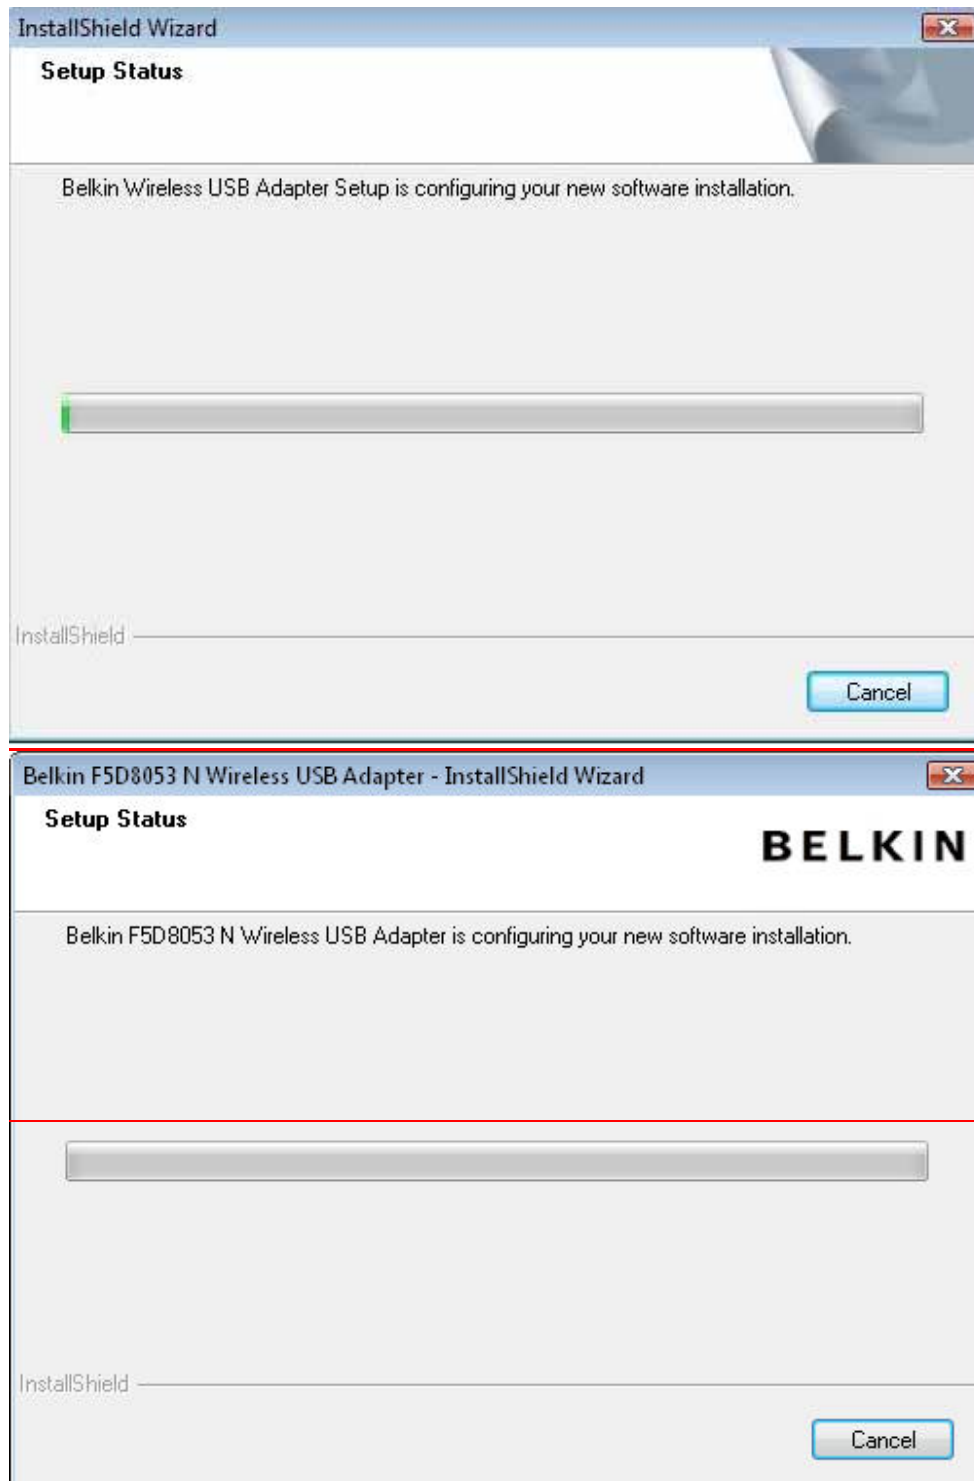 InstallShield Wizard
Setup Status
Belkin Wireless USB Adapter Setup is configuring your new software installation.
InstallShield
Cancel
Belkin F5D8053 N Wireless USB Adapter - InstallShield Wizard
Setup Status
BELKIN
Belkin F5D8053 N Wireless USB Adapter is configuring your new software installation.
InstallShield
Cancel